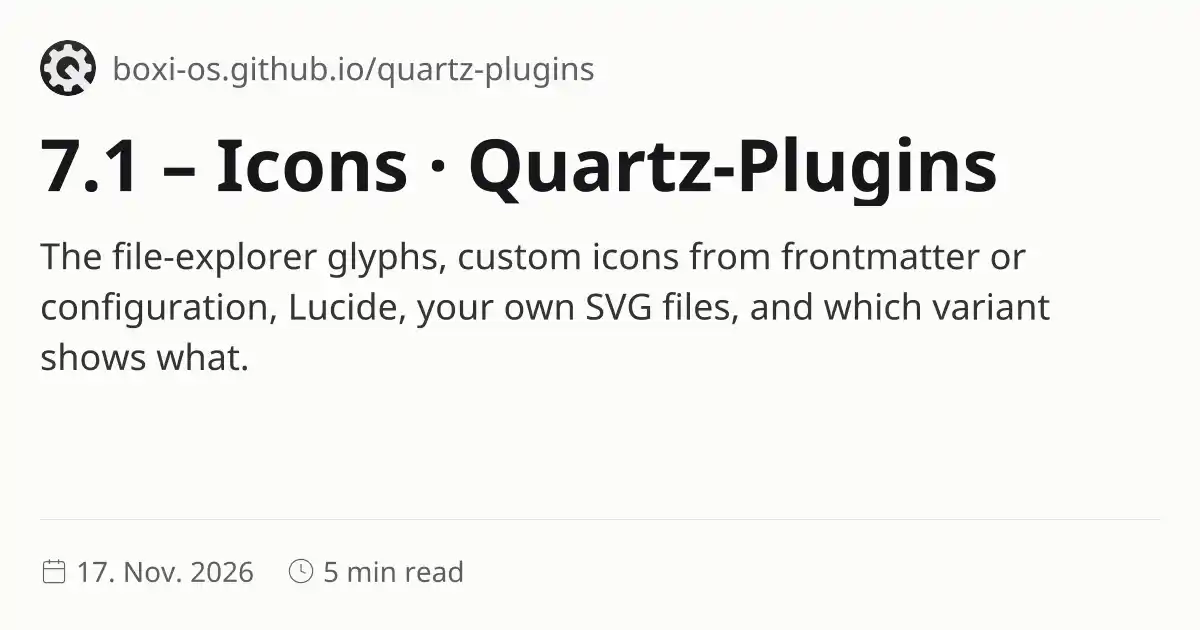 boxi-os.github.io/quartz-plugins
7.1 – Icons · Quartz-Plugins
The file-explorer glyphs, custom icons from frontmatter or
configuration, Lucide, your own SVG files, and which variant
shows what.
17. Nov. 2026 5 min read